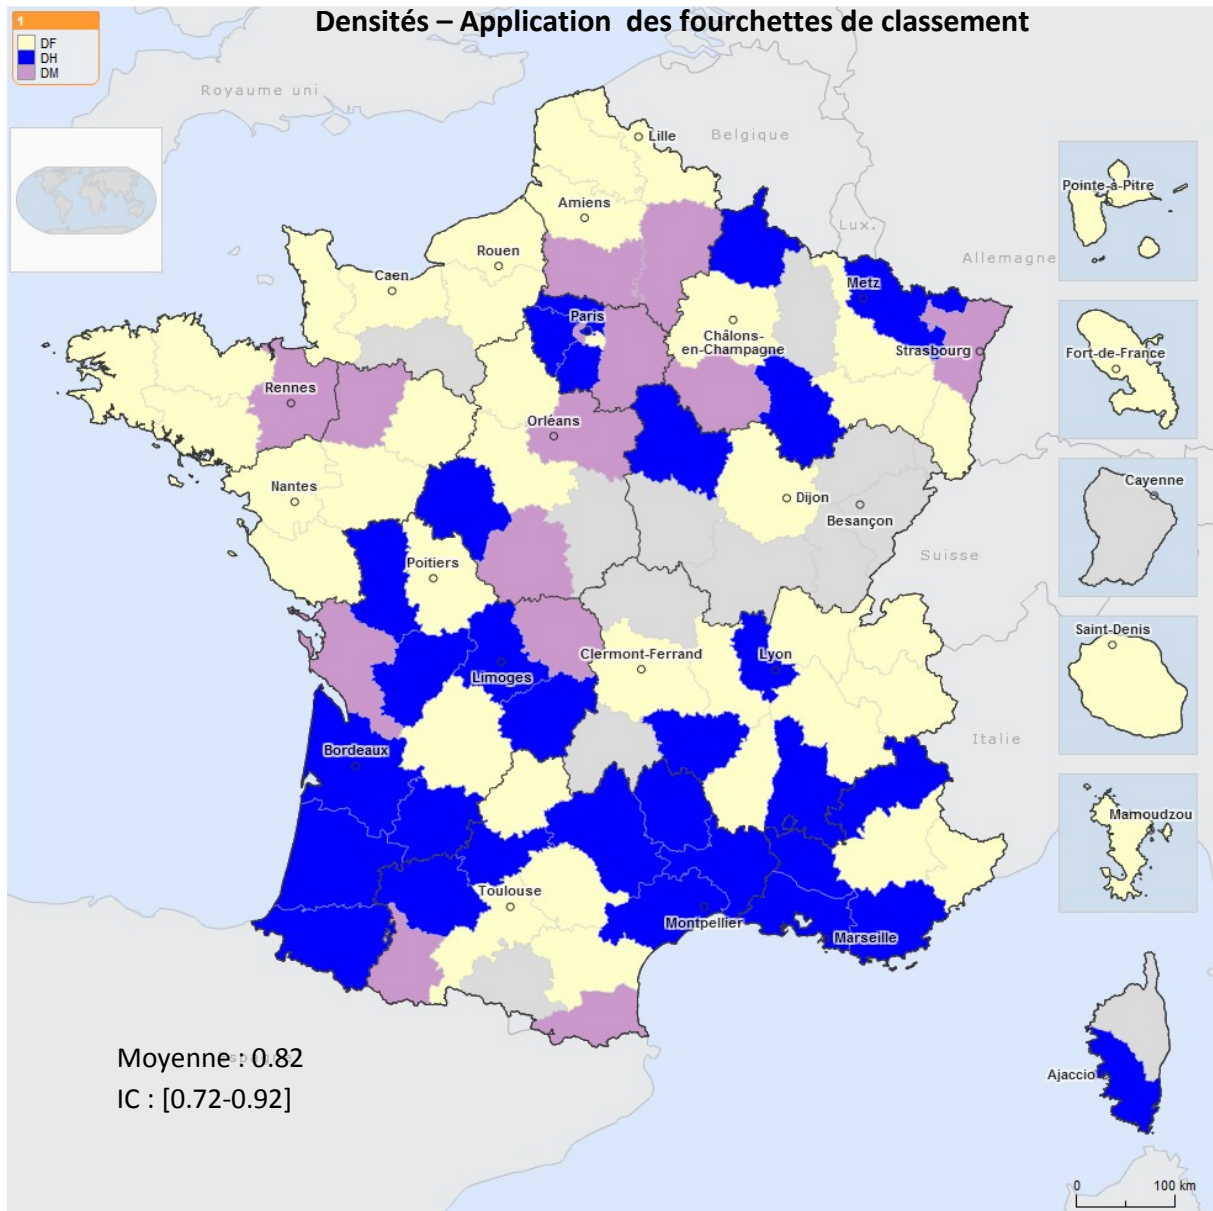 Densités – Application des fourchettes de classement
1
DF
DH
DM
Royaume uni
Belgique
Lille
Pointe-à-Pitre
Amiens
Lux.
Allemagne
Rouen
Caen
Metz
Paris
Châlons-
en-Champagne
Strasbourg
Fort-de-France
Rennes
Orléans
Cayenne
Nantes
Dijon
Besançon
Suisse
Poitiers
Saint-Denis
Clermont-Ferrand
Lyon
Limoges
Italie
Bordeaux
Mamoudzou
Toulouse
Montpellier
Marseille
Moyenne : 0.82
Espagne
IC : [0.72-0.92]
Ajaccio
0
100 km